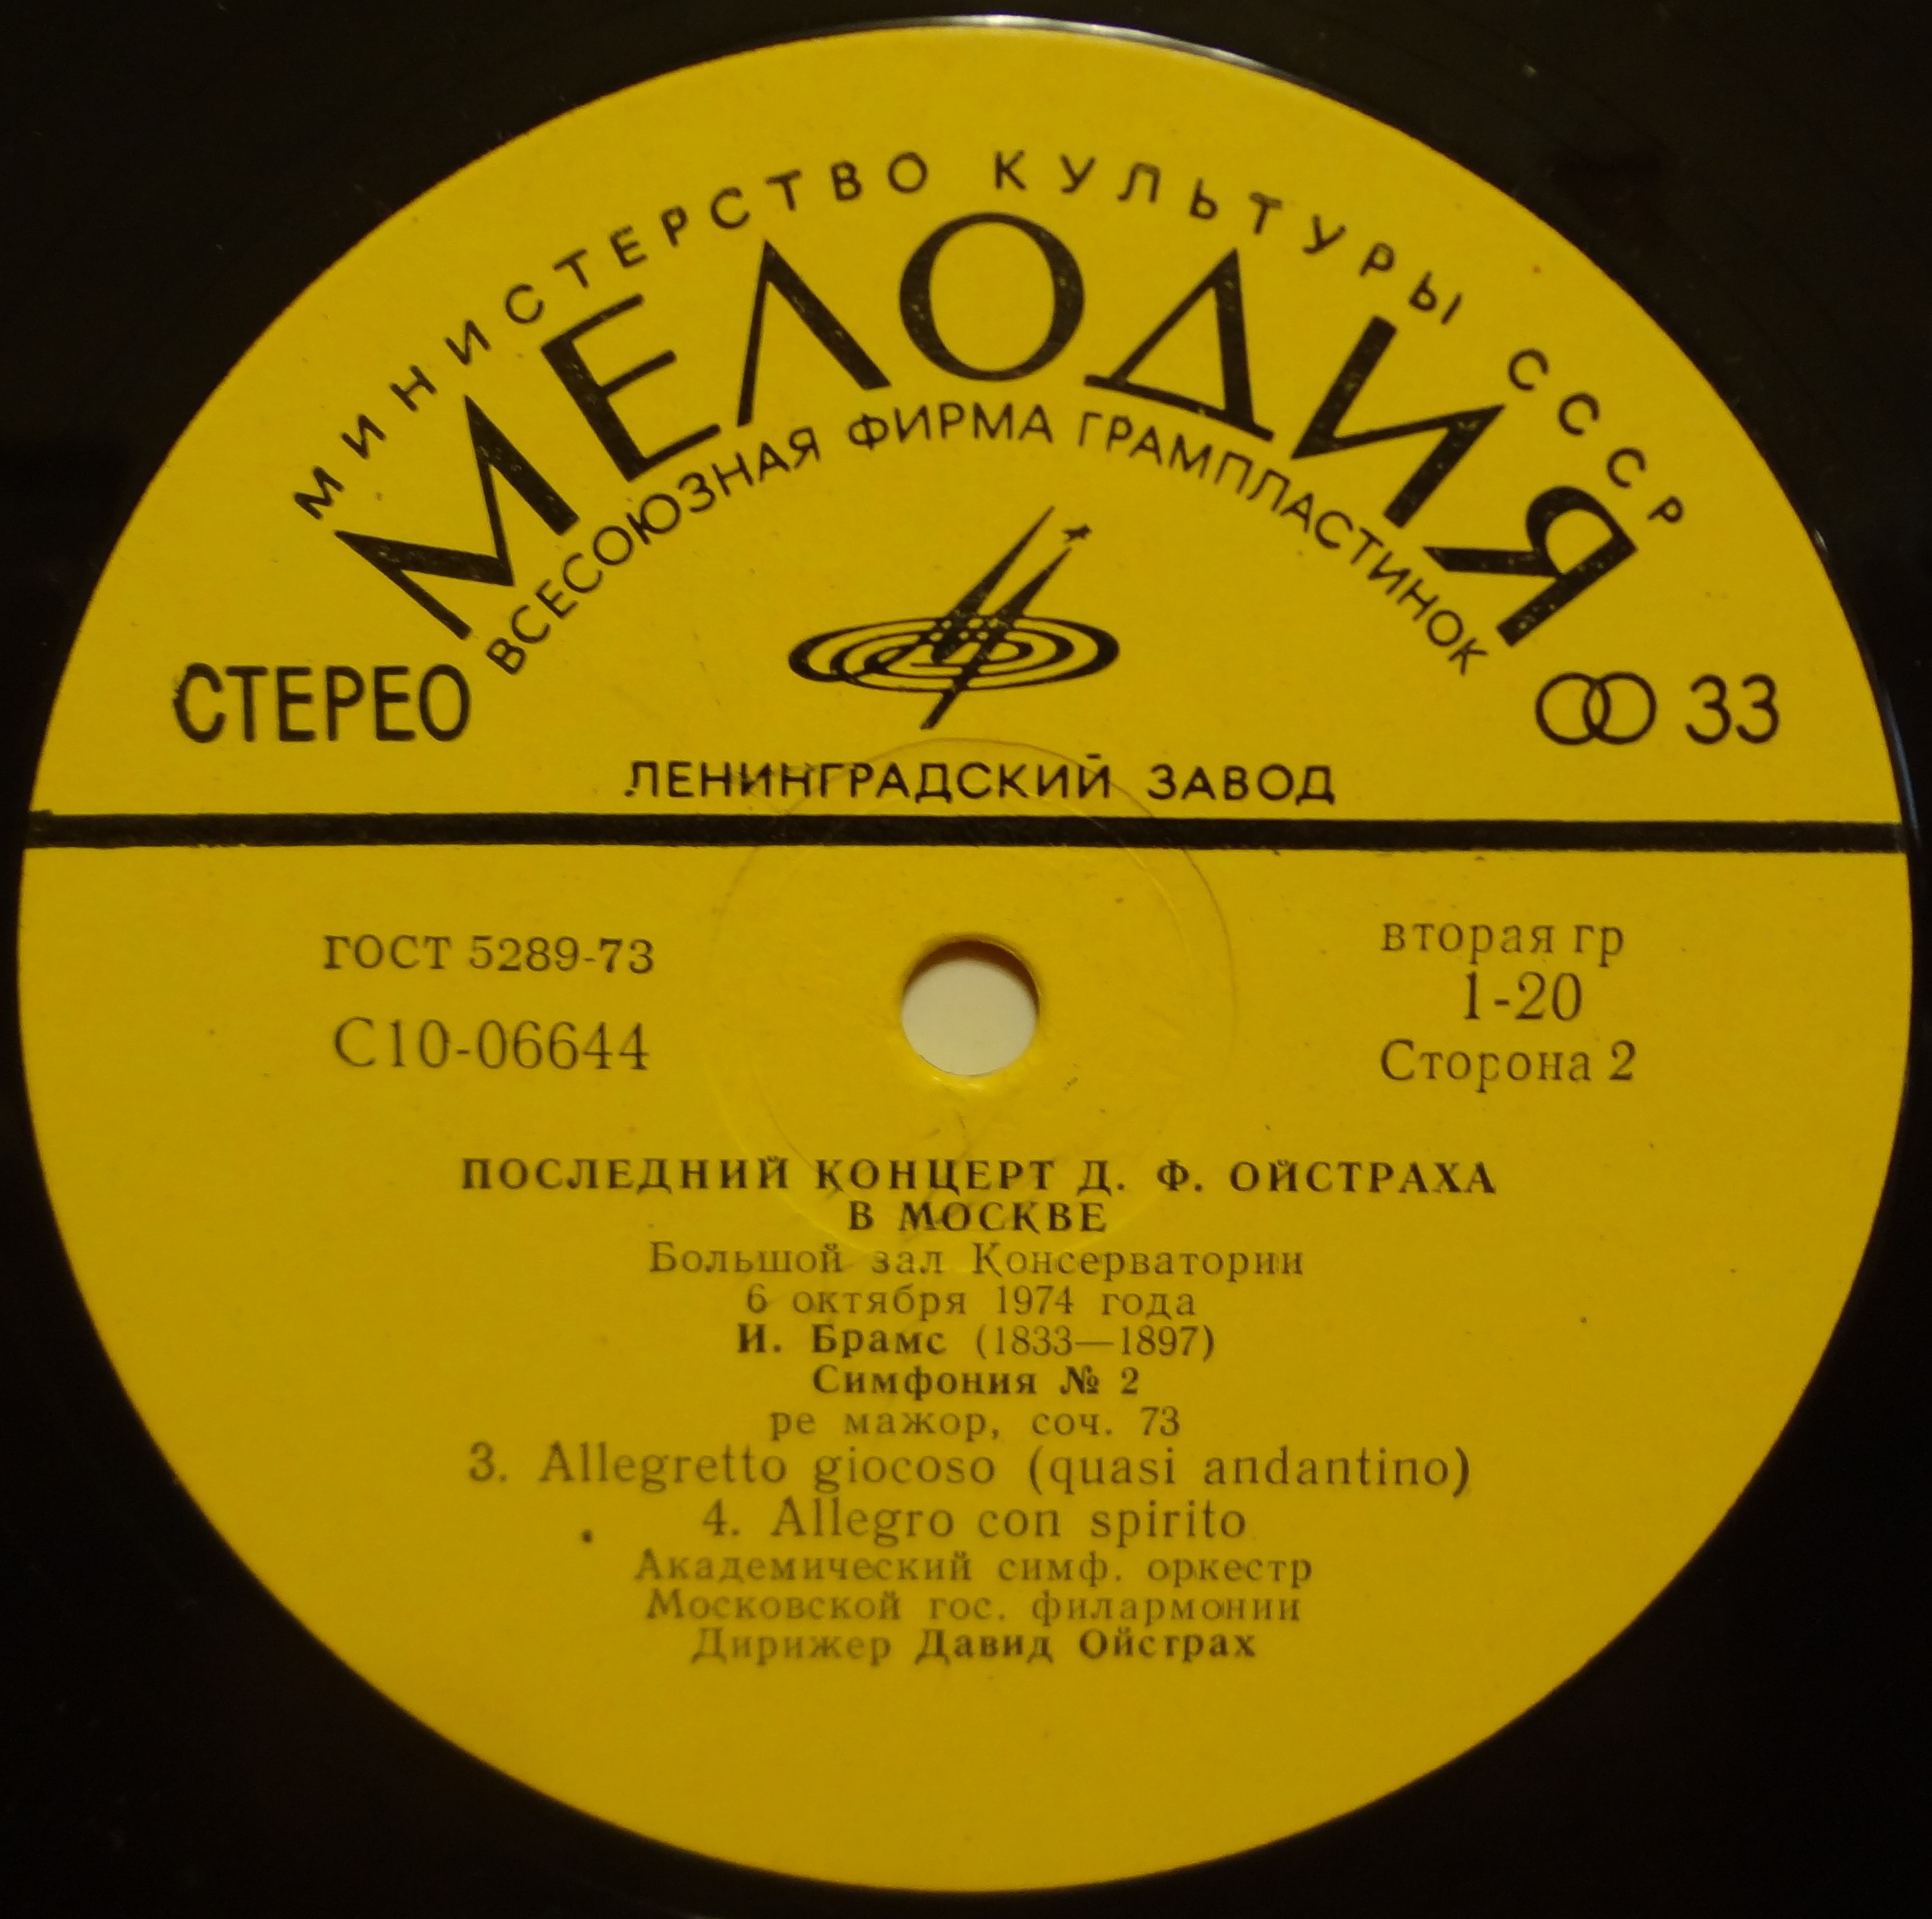 МИНИСТЕРСТВО КУЛЬТУРЫ СССР
МЕЛОДИЯ
ВСЕСОЮЗНАЯ ФИРМА ГРАМПЛАСТИНОК
СТЕРЕО
33
ЛЕНИНГРАДСКИЙ ЗАВОД
ГОСТ 5289-73
С10-06644
вторая гр
1-20
Сторона 2
ПОСЛЕДНИЙ КОНЦЕРТ Д. Ф. ОЙСТРАХА
В МОСКВЕ
Большой зал Консерватории
6 октября 1974 года
И. Брамс (1833—1897)
Симфония № 2
ре мажор, соч. 73
3. Allegretto giocoso (quasi andantino)
4. Allegro con spirito
Академический симф. оркестр
Московской гос. филармонии
Дирижер Давид Ойстрах